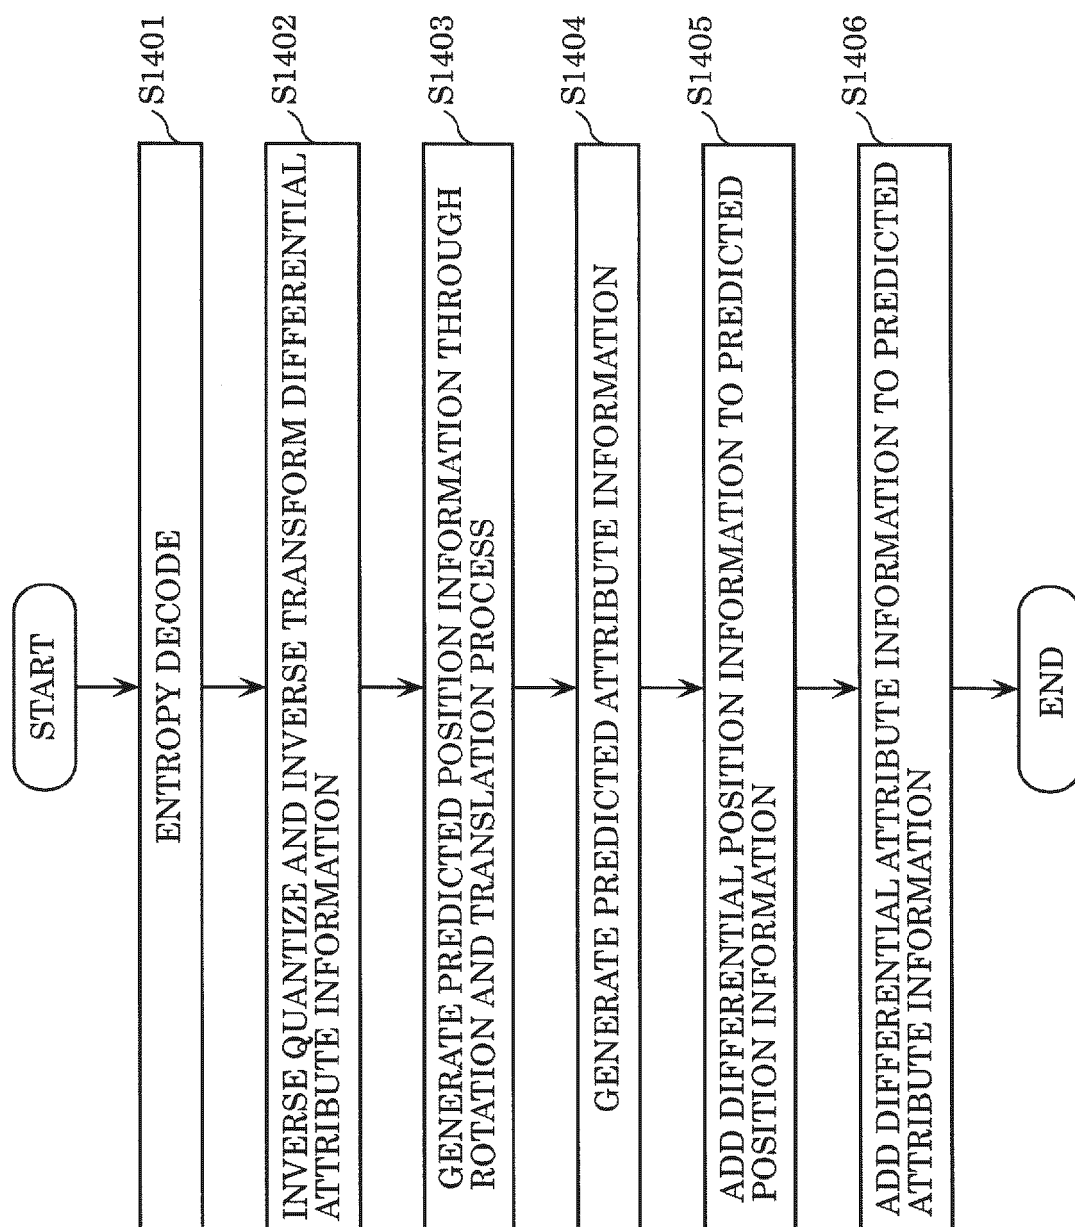 START
S1401
ENTROPY DECODE
S1402
INVERSE QUANTIZE AND INVERSE TRANSFORM DIFFERENTIAL
ATTRIBUTE INFORMATION
S1403
GENERATE PREDICTED POSITION INFORMATION THROUGH
ROTATION AND TRANSLATION PROCESS
S1404
GENERATE PREDICTED ATTRIBUTE INFORMATION
S1405
ADD DIFFERENTIAL POSITION INFORMATION TO PREDICTED
POSITION INFORMATION
S1406
ADD DIFFERENTIAL ATTRIBUTE INFORMATION TO PREDICTED
ATTRIBUTE INFORMATION
END